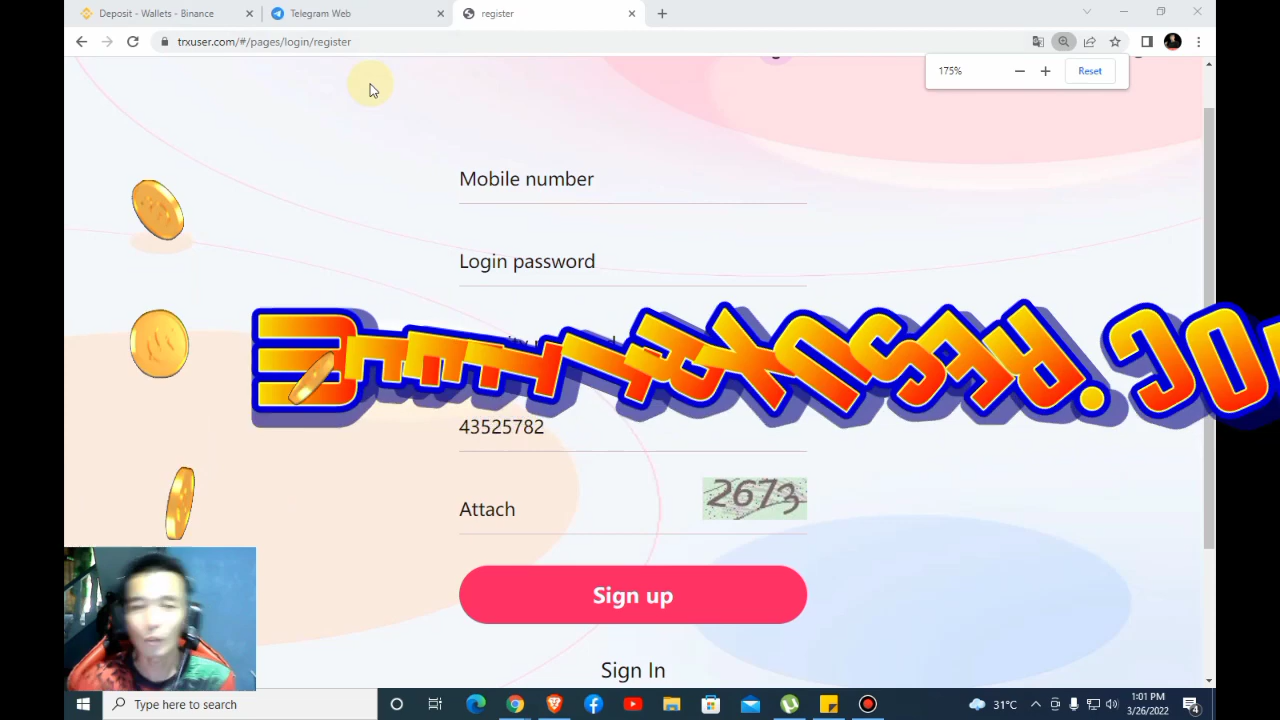 Deposit - Wallets - Binance
Telegram Web
register
trxuser.com/#/pages/login/register
175%
Reset
Mobile number
Login password
43525782
Attach
2673
Sign up
Sign In
Type here to search
31°C
1:01 PM
3/26/2022
4